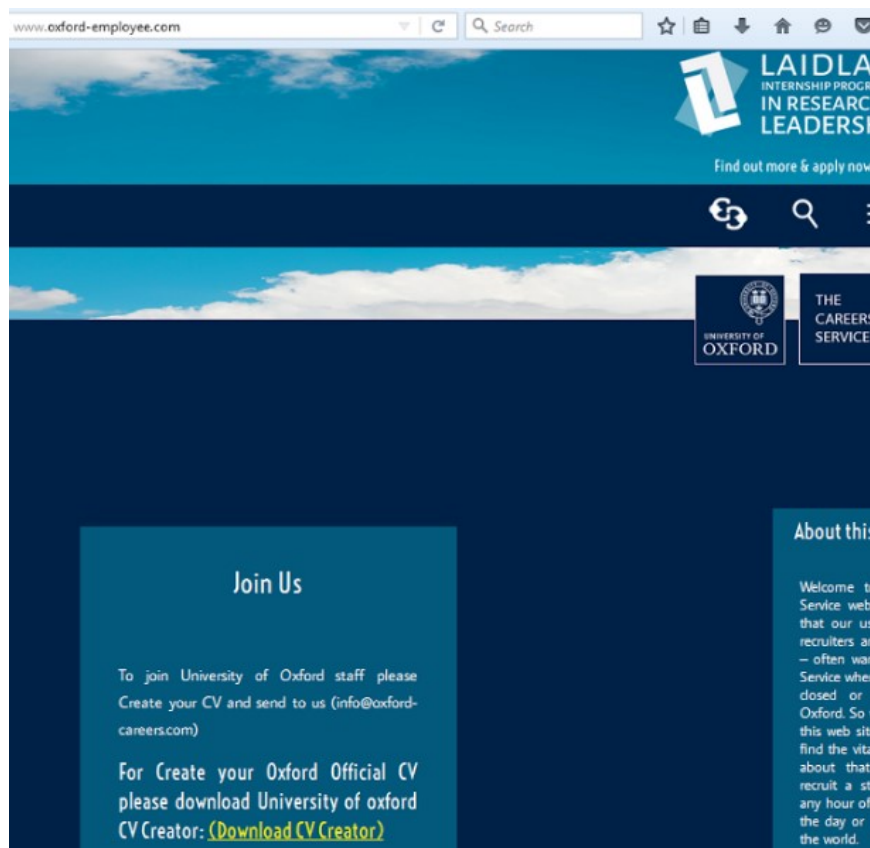 www.oxford-employee.com
Search
LAIDLA
INTERNSHIP PROGR
IN RESEARC
LEADERSH
Find out more & apply now
UNIVERSITY OF
OXFORD
THE
CAREERS
SERVICE
Join Us
To join University of Oxford staff please
Create your CV and send to us (info@oxford-
careers.com)
For Create your Oxford Official CV
please download University of oxford
CV Creator: (Download CV Creator)
About this
Welcome t
Service web
that our us
recruiters a
– often wa
Service when
closed or
Oxford. So
this web sit
find the vita
about that
recruit a st
any hour of
the day or
the world.